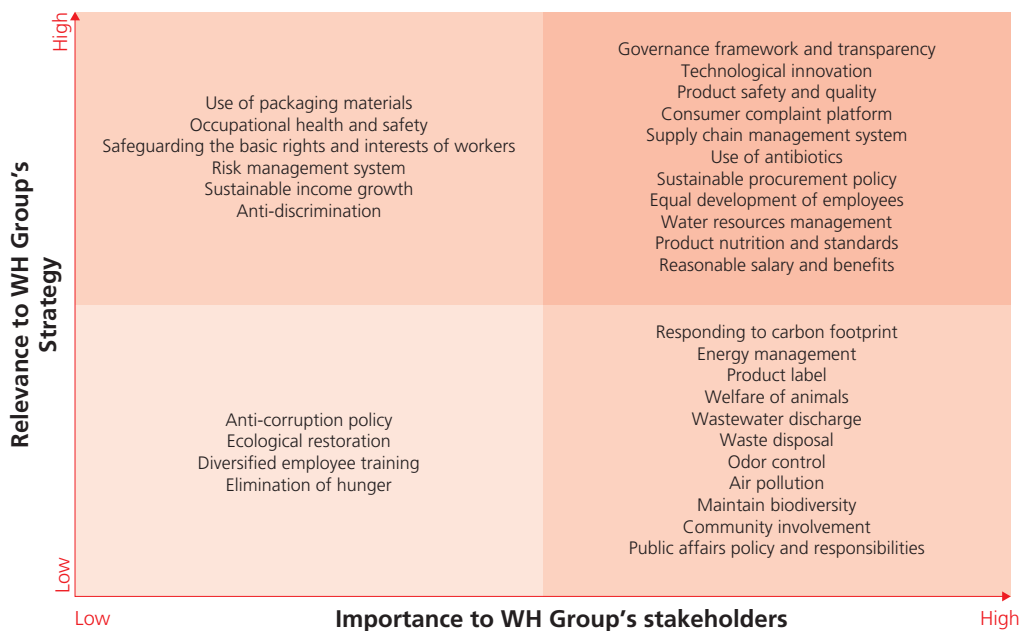 High
Use of packaging materials
Occupational health and safety
Safeguarding the basic rights and interests of workers
Risk management system
Sustainable income growth
Anti-discrimination
Governance framework and transparency
Technological innovation
Product safety and quality
Consumer complaint platform
Supply chain management system
Use of antibiotics
Sustainable procurement policy
Equal development of employees
Water resources management
Product nutrition and standards
Reasonable salary and benefits
Relevance to WH Group's
Strategy
Anti-corruption policy
Ecological restoration
Diversified employee training
Elimination of hunger
Responding to carbon footprint
Energy management
Product label
Welfare of animals
Wastewater discharge
Waste disposal
Odor control
Air pollution
Maintain biodiversity
Community involvement
Public affairs policy and responsibilities
Low
Low
Importance to WH Group's stakeholders
High